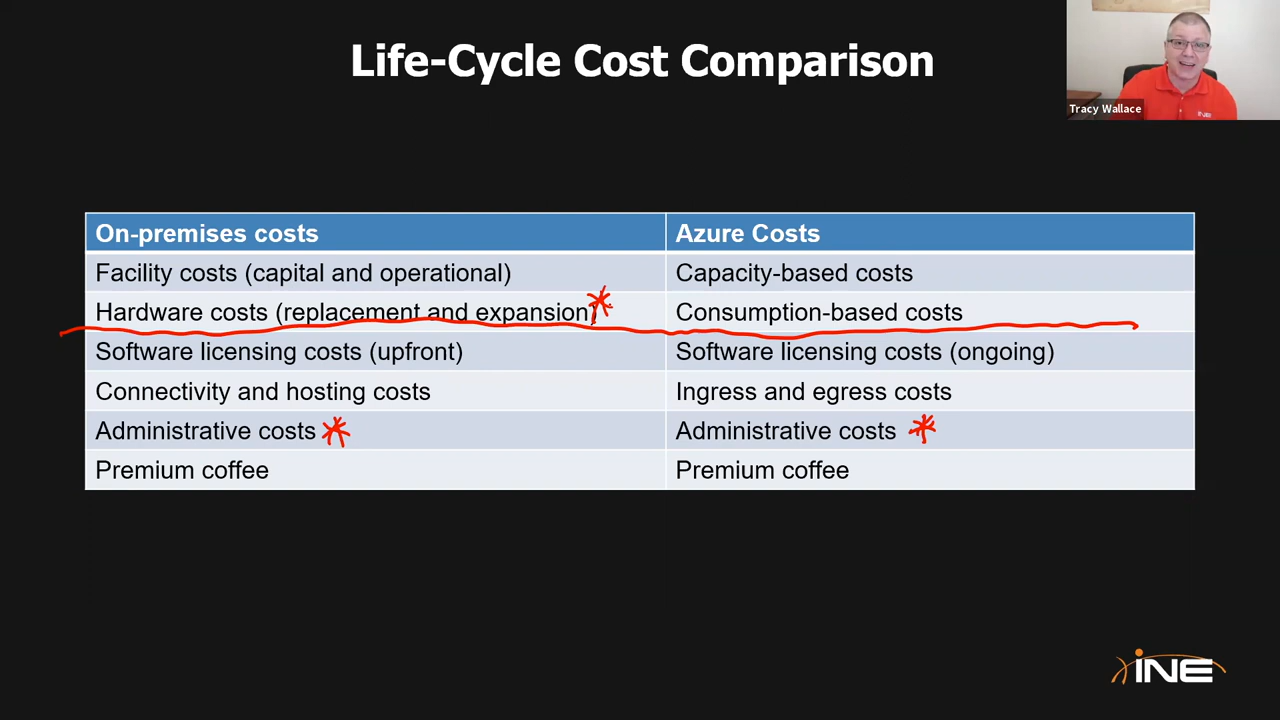 Life-Cycle Cost Comparison
Tracy Wallace
INE
On-premises costs Azure Costs
Facility costs (capital and operational) Capacity-based costs
Hardware costs (replacement and expansion) Consumption-based costs
Software licensing costs (upfront) Software licensing costs (ongoing)
Connectivity and hosting costs Ingress and egress costs
Administrative costs Administrative costs
Premium coffee Premium coffee
INE